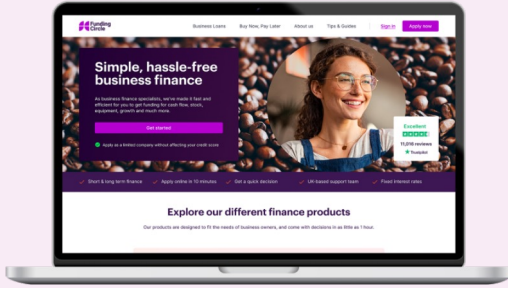 Funding
Circle
Business Loans Buy Now, Pay Later About us Tips & Guides Sign in Apply now
Simple, hassle-free
business finance
As business finance specialists, we've made it fast and
efficient for you to get funding for cash flow, stock,
equipment, growth and much more.
Get started
Apply as a limited company without affecting your credit score
Excellent
11,016 reviews
Trustpilot
Short & long term finance Apply online in 10 minutes Get a quick decision UK-based support team Fixed interest rates
Explore our different finance products
Our products are designed to fit the needs of business owners, and come with decisions in as little as 1 hour.